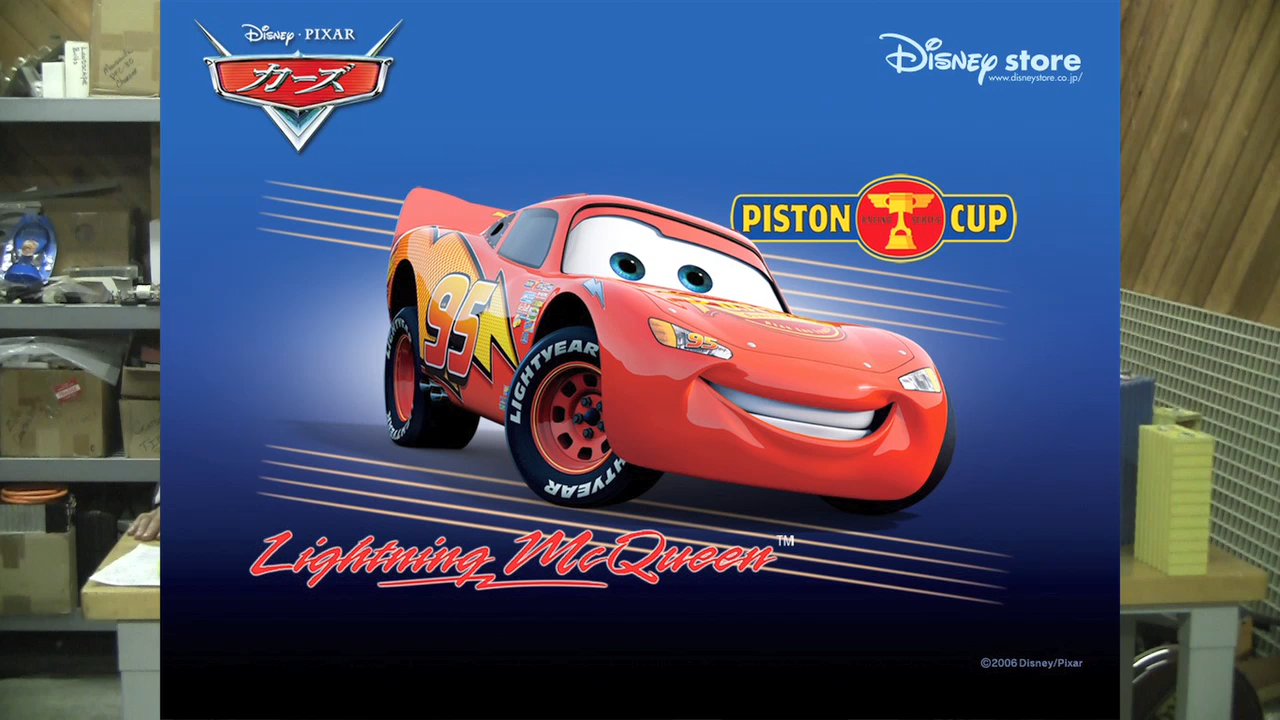 Disney · PIXAR
カーズ
Disney store
www.disneystore.co.jp/
PISTON CUP
95
LIGHTYEAR
95
Lightning McQueen™
©2006 Disney/Pixar